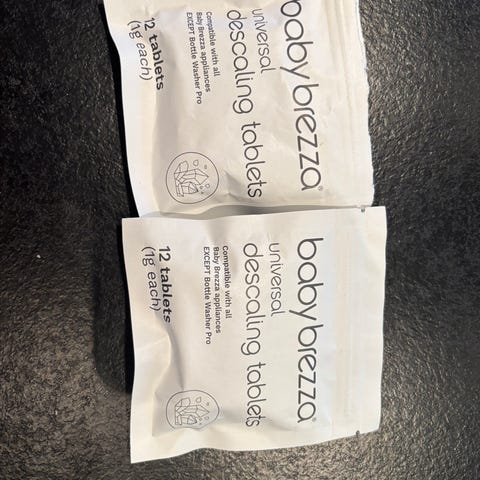 baby brezza®
universal
descaling tablets
Compatible with all
Baby Brezza appliances
EXCEPT Bottle Washer Pro
12 tablets
(1g each)
baby brezza®
universal
descaling tablets
Compatible with all
Baby Brezza appliances
EXCEPT Bottle Washer Pro
12 tablets
(1g each)